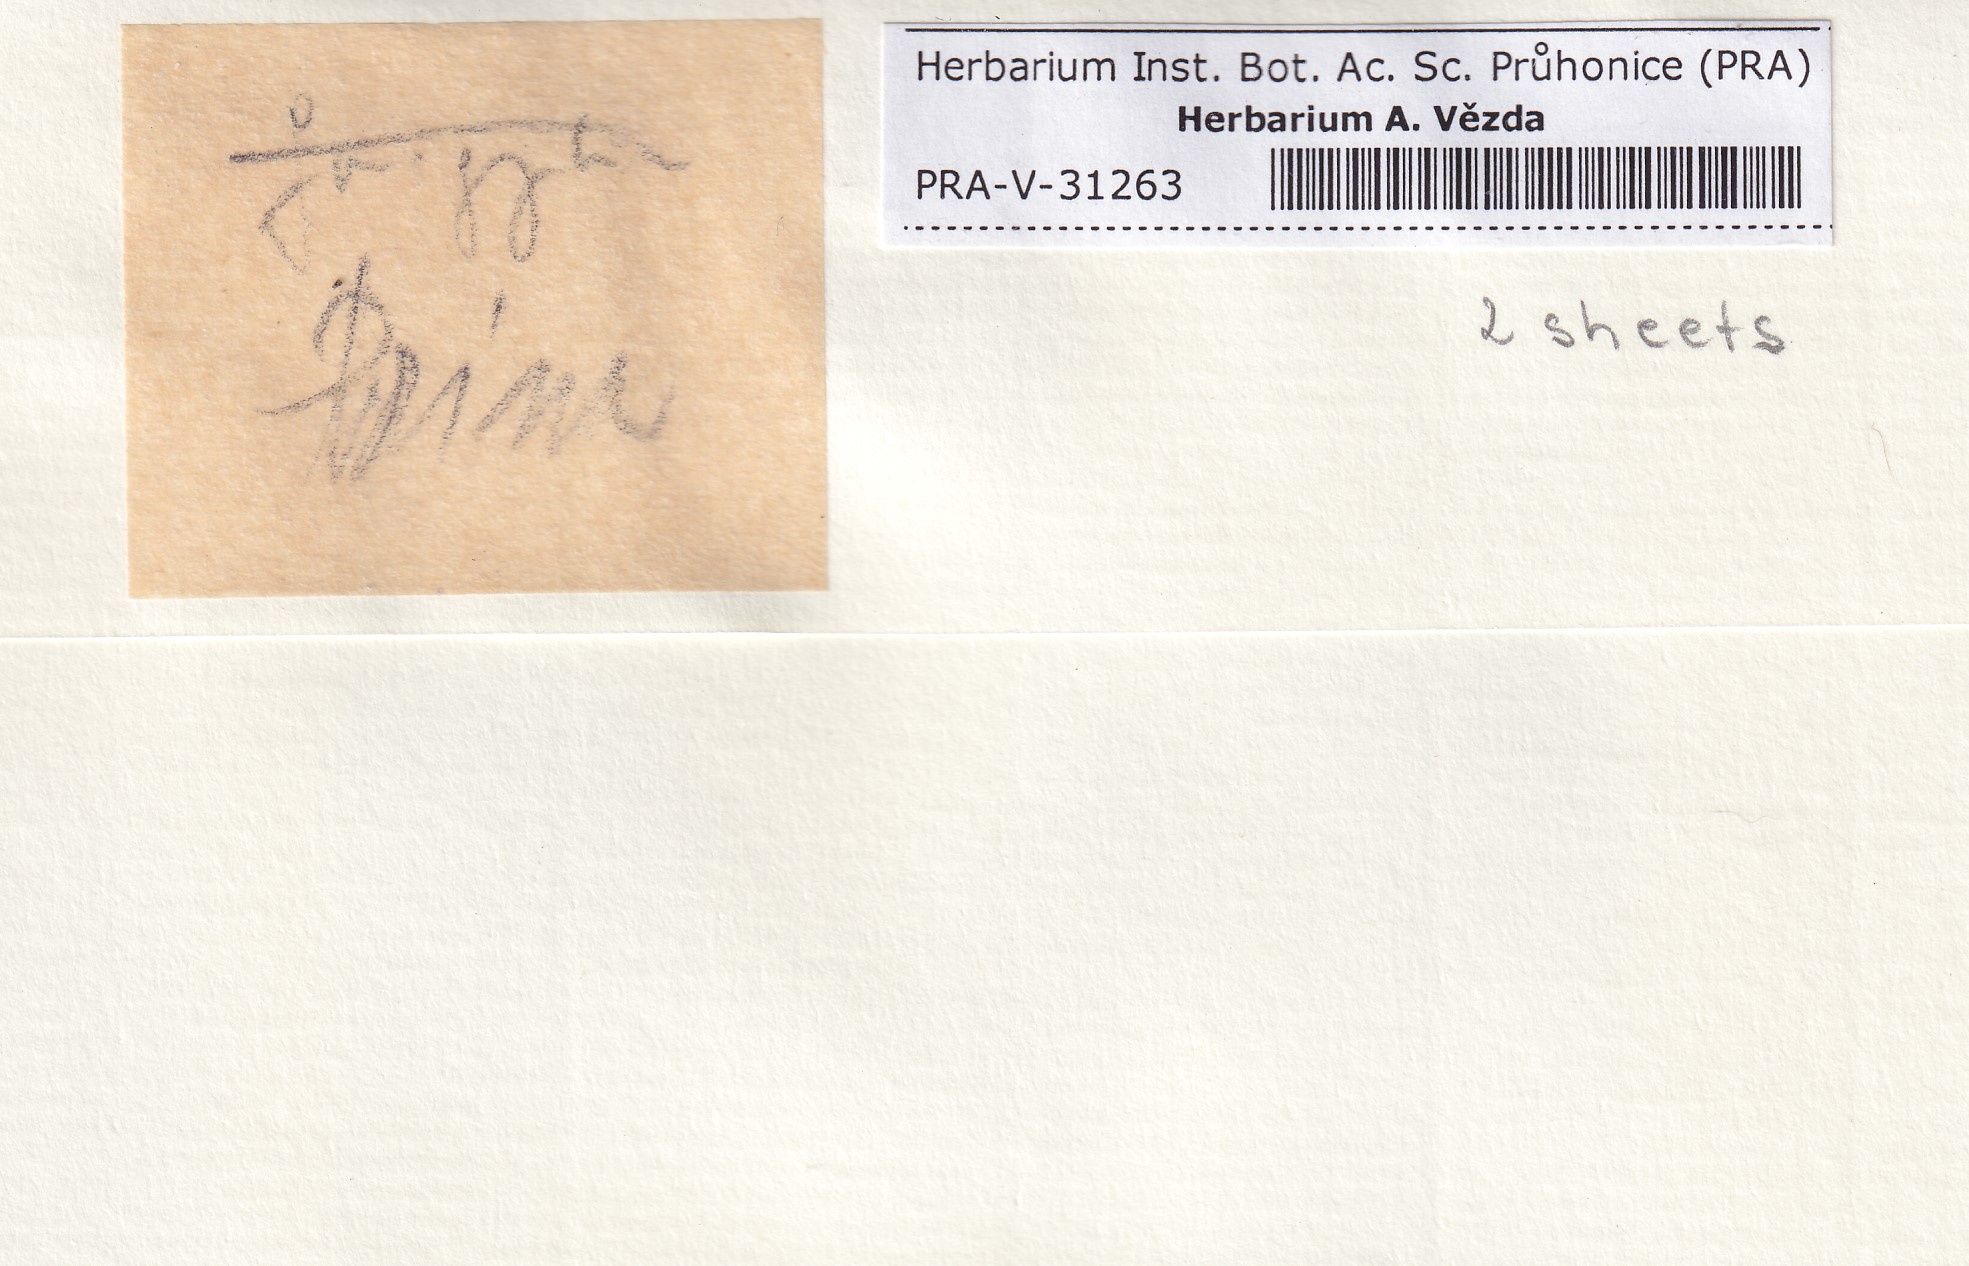 Herbarium Inst. Bot. Ac. Sc. Průhonice (PRA)
Herbarium A. Vězda
PRA-V-31263
2 sheets